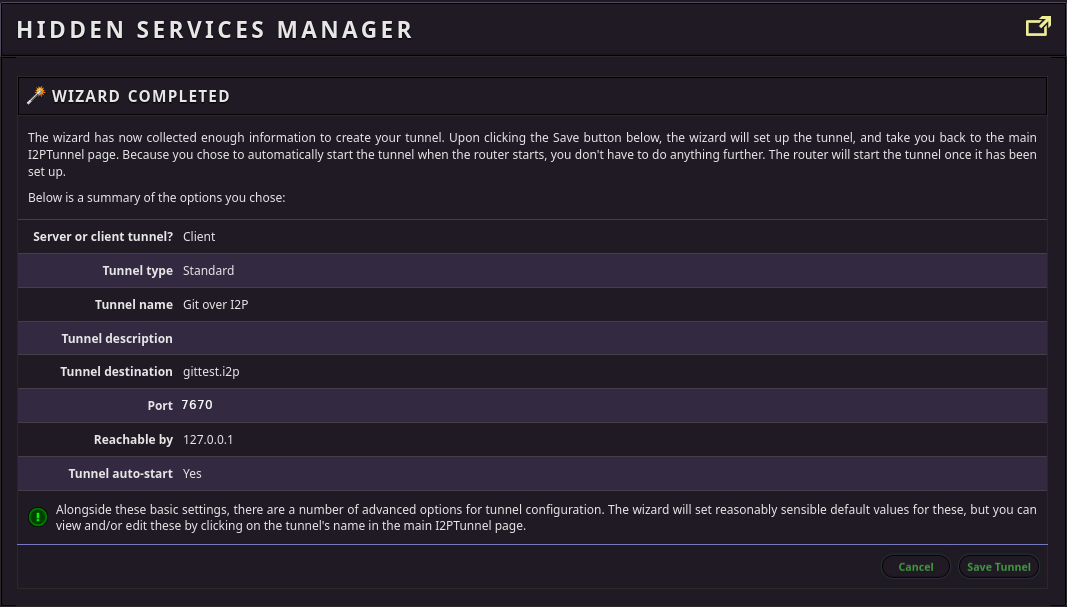 HIDDEN SERVICES MANAGER
WIZARD COMPLETED
The wizard has now collected enough information to create your tunnel. Upon clicking the Save button below, the wizard will set up the tunnel, and take you back to the main
I2PTunnel page. Because you chose to automatically start the tunnel when the router starts, you don't have to do anything further. The router will start the tunnel once it has been
set up.
Below is a summary of the options you chose:
Server or client tunnel? Client
Tunnel type Standard
Tunnel name Git over I2P
Tunnel description
Tunnel destination gittest.i2p
Port 7670
Reachable by 127.0.0.1
Tunnel auto-start Yes
Alongside these basic settings, there are a number of advanced options for tunnel configuration. The wizard will set reasonably sensible default values for these, but you can
view and/or edit these by clicking on the tunnel's name in the main I2PTunnel page.
Cancel Save Tunnel